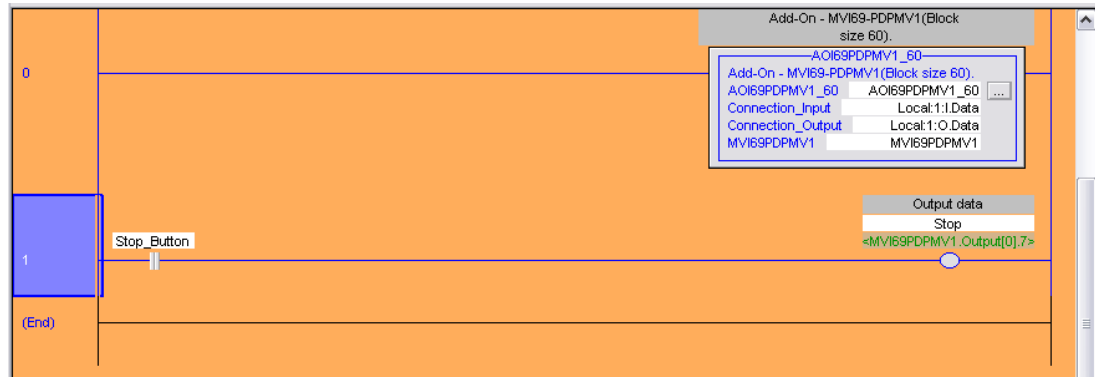 Add-On - MVI69-PDPMV1(Block
size 60).
0
AOI69PDPMV1_60
Add-On - MVI69-PDPMV1(Block size 60).
AOI69PDPMV1_60 AOI69PDPMV1_60 ...
Connection_Input Local:1:I.Data
Connection_Output Local:1:O.Data
MVI69PDPMV1 MVI69PDPMV1
Output data
Stop
Stop_Button <MVI69PDPMV1.Output[0].7>
1
(End)